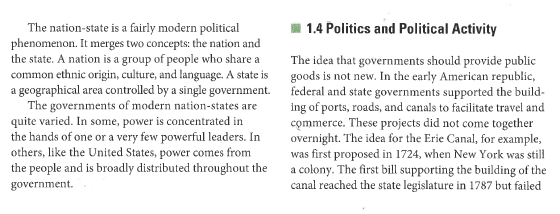 The nation-state is a fairly modern political
phenomenon. It merges two concepts: the nation and
the state. A nation is a group of people who share a
common ethnic origin, culture, and language. A state is
a geographical area controlled by a single government.
The governments of modern nation-states are
quite varied. In some, power is concentrated in
the hands of one or a very few powerful leaders. In
others, like the United States, power comes from
the people and is broadly distributed throughout the
government.
1.4 Politics and Political Activity
The idea that governments should provide public
goods is not new. In the early American republic,
federal and state governments supported the build-
ing of ports, roads, and canals to facilitate travel and
commerce. These projects did not come together
overnight. The idea for the Erie Canal, for example,
was first proposed in 1724, when New York was still
a colony. The first bill supporting the building of the
canal reached the state legislature in 1787 but failed